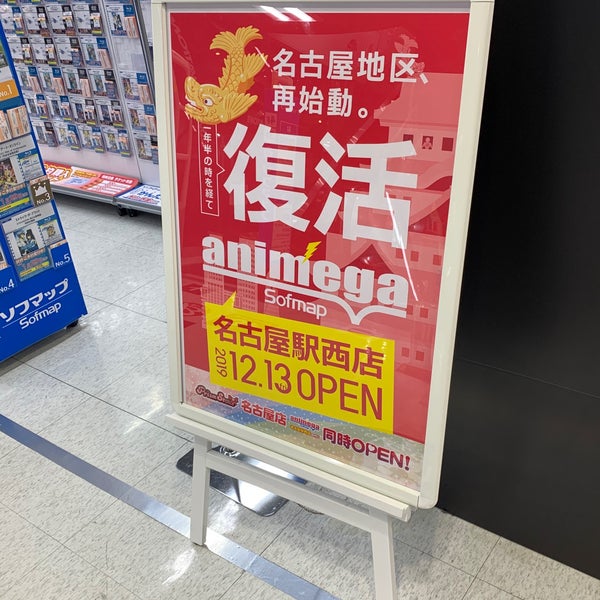 名古屋地区、
再始動。
一年半の時を経て
復活
animega
Sofmap
名古屋駅西店
2019 12.13 fri OPEN
名古屋店
animega
同時OPEN!
No.1
No.3
No.4
No.5
ソフマップ
Sofmap